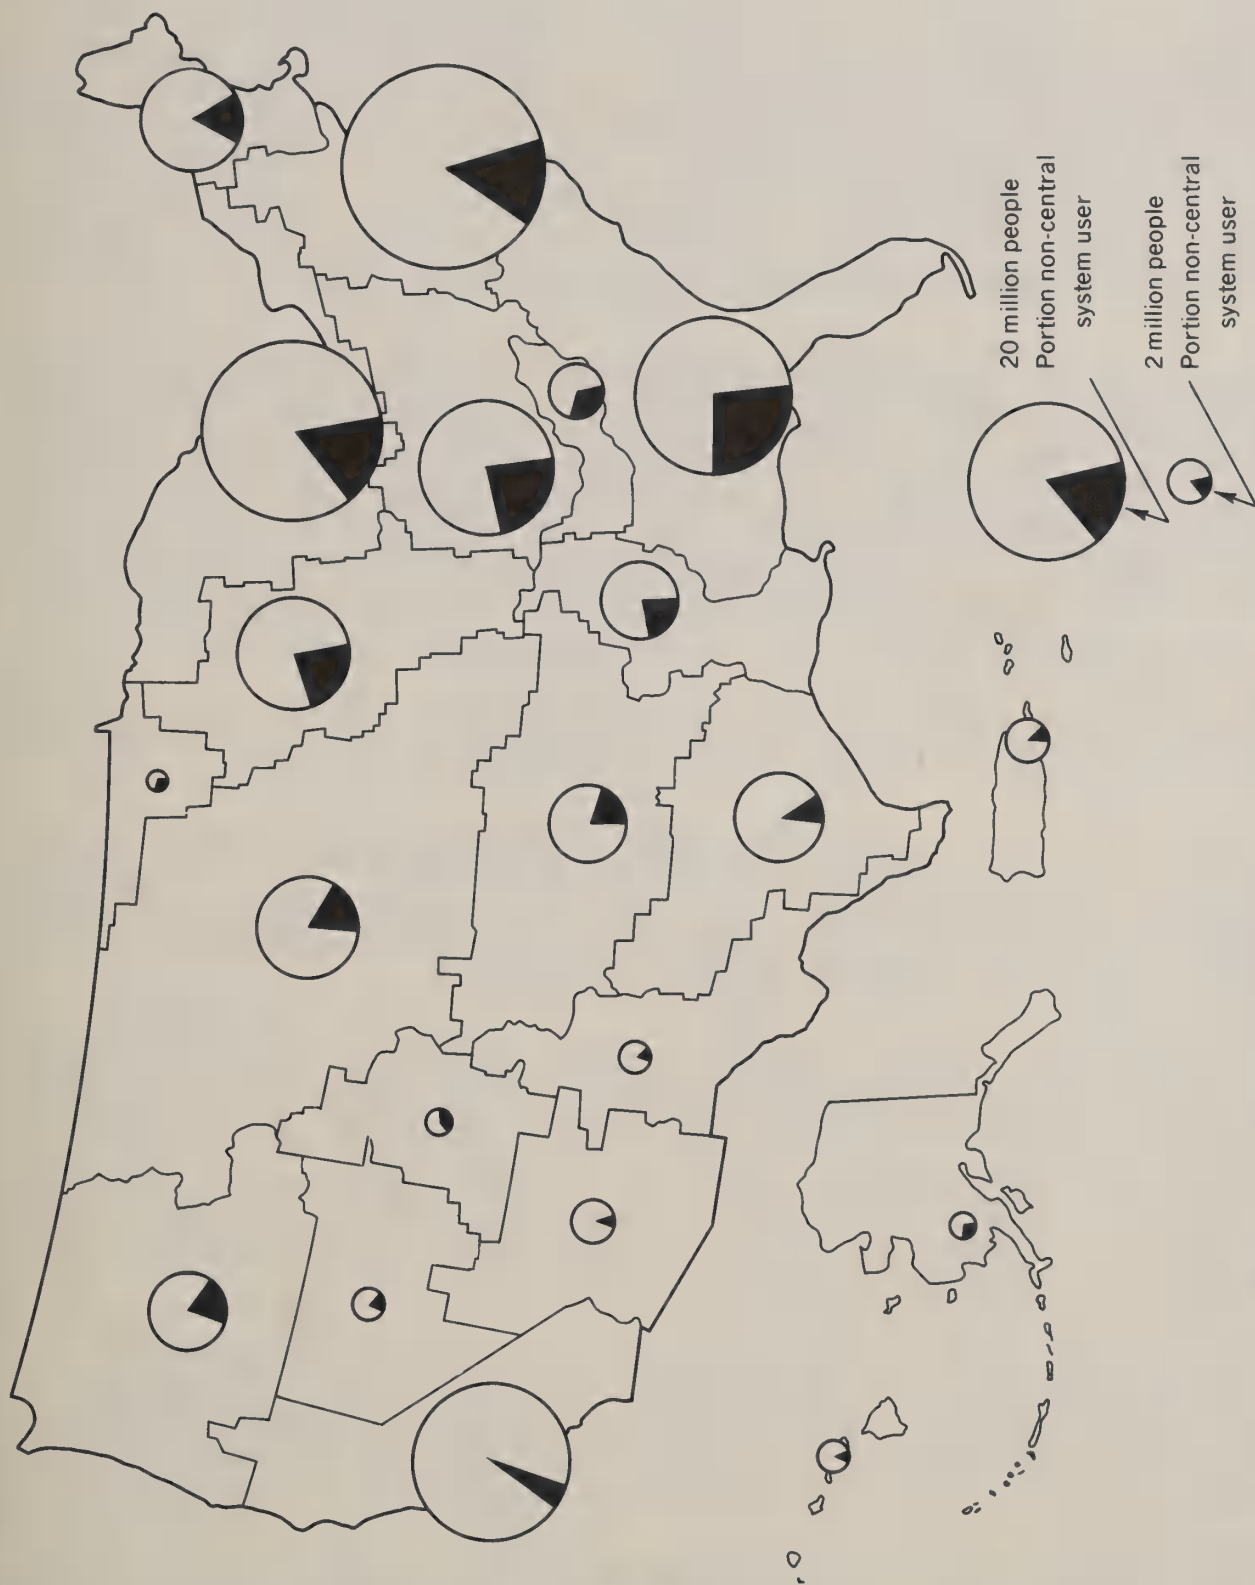 20 million people
Portion non-central
system user
2 million people
Portion non-central
system user